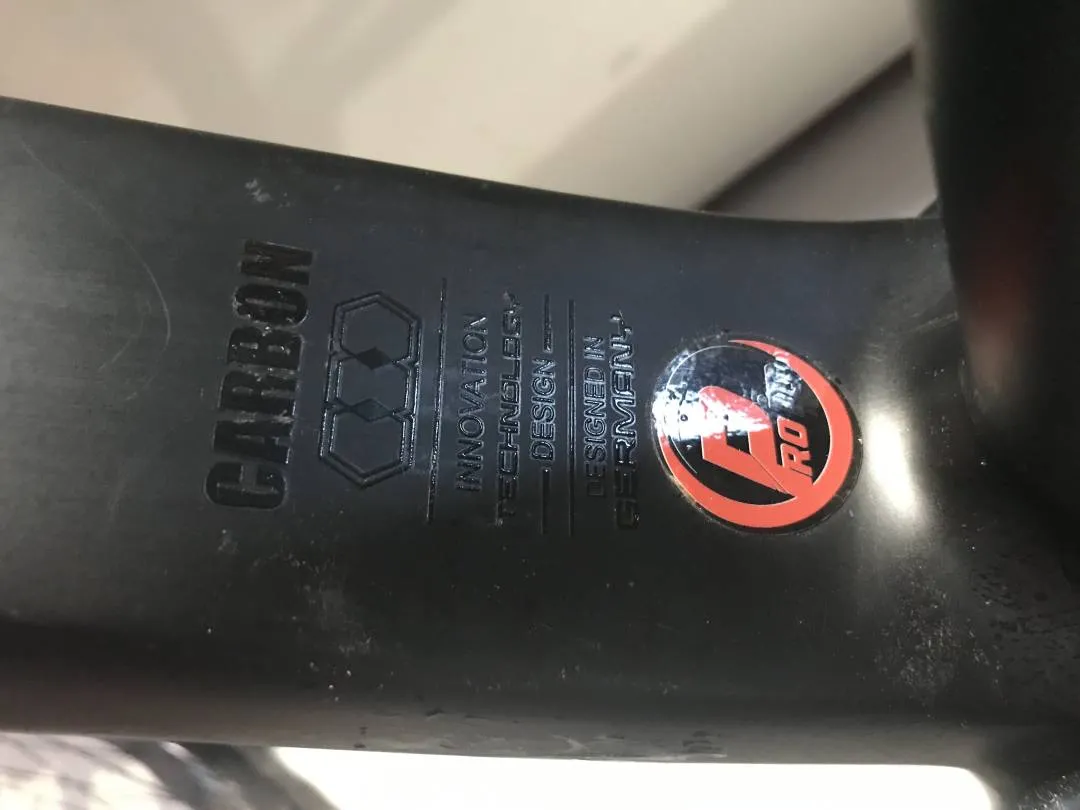 CARBON
INNOVATION
TECHNOLOGY
DESIGN
DESIGNED IN
GERMANY